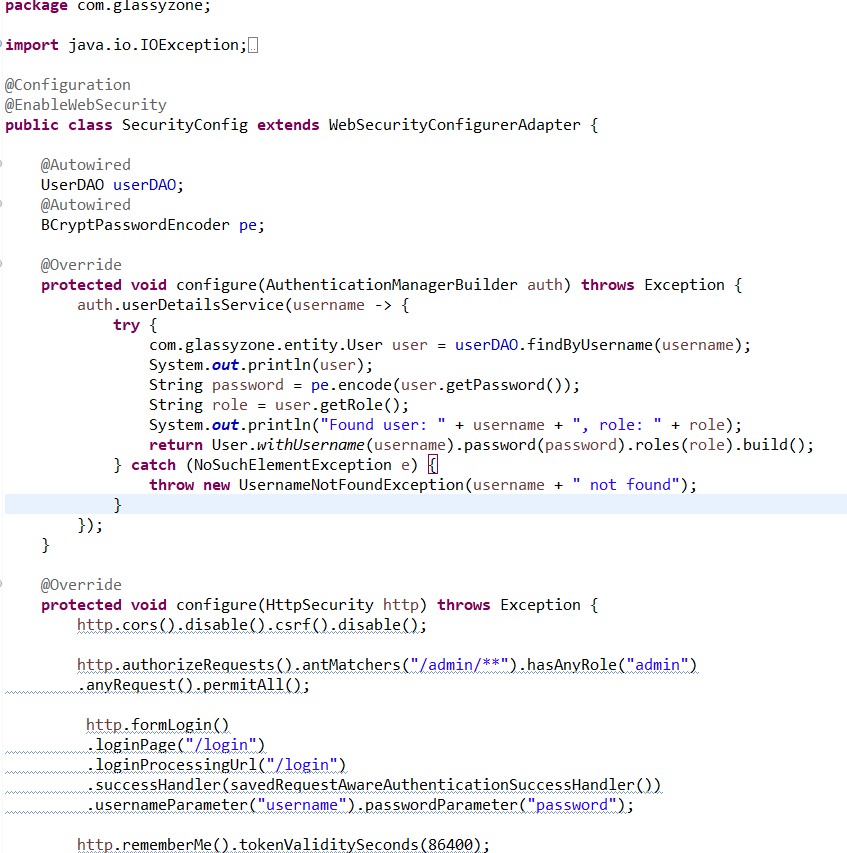 package com.glassyzone;
import java.io.IOException;
@Configuration
@EnableWebSecurity
public class SecurityConfig extends WebSecurityConfigurerAdapter {
@Autowired
UserDAO userDAO;
@Autowired
BCryptPasswordEncoder pe;
@Override
protected void configure(AuthenticationManagerBuilder auth) throws Exception {
auth.userDetailsService(username -> {
try {
com.glassyzone.entity.User user = userDAO.findByUsername(username);
System.out.println(user);
String password = pe.encode(user.getPassword());
String role = user.getRole();
System.out.println("Found user: " + username + ", role: " + role);
return User.withUsername(username).password(password).roles(role).build();
} catch (NoSuchElementException e) {
throw new UsernameNotFoundException(username + " not found");
}
});
}
@Override
protected void configure(HttpSecurity http) throws Exception {
http.cors().disable().csrf().disable();
http.authorizeRequests().antMatchers("/admin/**").hasAnyRole("admin")
.anyRequest().permitAll();
http.formLogin()
.loginPage("/login")
.loginProcessingUrl("/login")
.successHandler(savedRequestAwareAuthenticationSuccessHandler())
.usernameParameter("username").passwordParameter("password");
http.rememberMe().tokenValiditySeconds(86400);